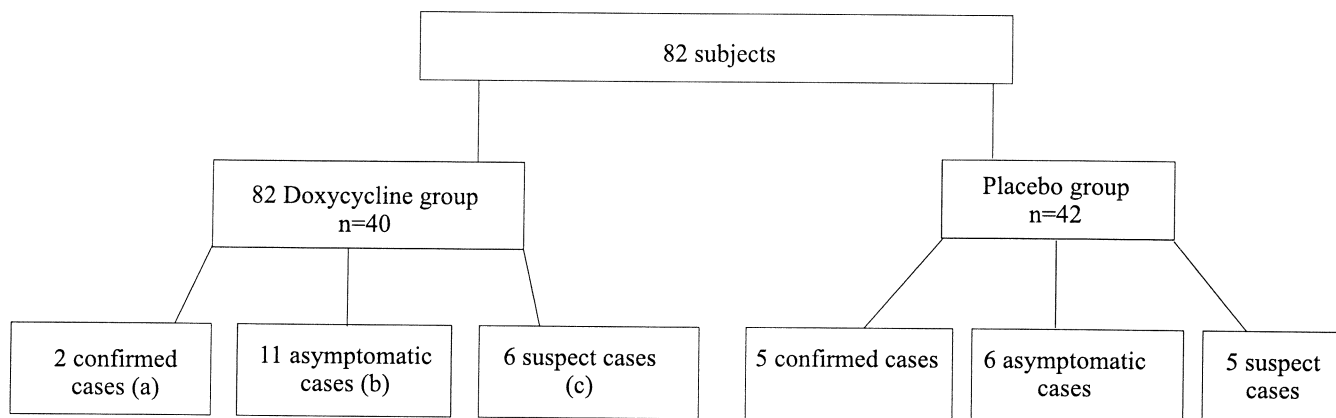 82 subjects
82 Doxycycline group
n=40
Placebo group
n=42
2 confirmed
cases (a)
11 asymptomatic
cases (b)
6 suspect cases
(c)
5 confirmed cases
6 asymptomatic
cases
5 suspect
cases